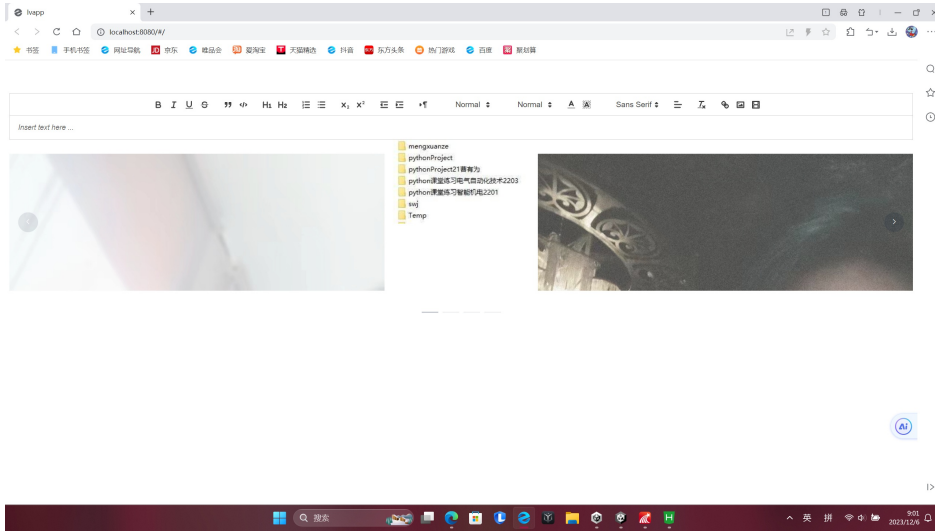 lvapp
localhost:8080/#/
书签 手机书签 网址导航 京东 唯品会 爱淘宝 天猫精选 抖音 东方头条 热门游戏 百度 聚划算
B I U S H1 H2 X2 X2 Normal Normal A A Sans Serif Tx
Insert text here ...
mengxuanze
pythonProject
pythonProject21曹有为
python课堂练习电气自动化技术2203
python课堂练习智能机电2201
swj
Temp
Ai
搜索
英 拼 9:01
2023/12/6